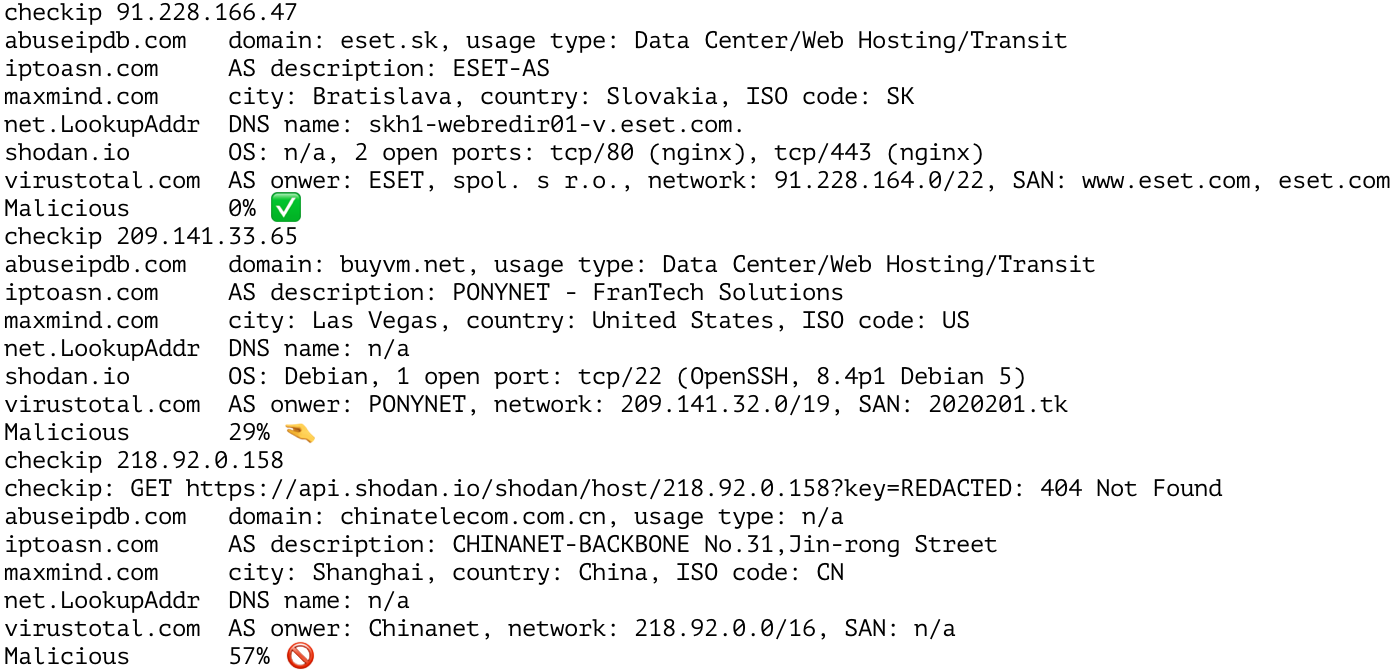 checkip 91.228.166.47
abuseipdb.com   domain: eset.sk, usage type: Data Center/Web Hosting/Transit
iptoasn.com     AS description: ESET-AS
maxmind.com     city: Bratislava, country: Slovakia, ISO code: SK
net.LookupAddr  DNS name: skh1-webredir01-v.eset.com.
shodan.io       OS: n/a, 2 open ports: tcp/80 (nginx), tcp/443 (nginx)
virustotal.com  AS onwer: ESET, spol. s r.o., network: 91.228.164.0/22, SAN: www.eset.com, eset.com
Malicious       0% ✅
checkip 209.141.33.65
abuseipdb.com   domain: buyvm.net, usage type: Data Center/Web Hosting/Transit
iptoasn.com     AS description: PONYNET - FranTech Solutions
maxmind.com     city: Las Vegas, country: United States, ISO code: US
net.LookupAddr  DNS name: n/a
shodan.io       OS: Debian, 1 open port: tcp/22 (OpenSSH, 8.4p1 Debian 5)
virustotal.com  AS onwer: PONYNET, network: 209.141.32.0/19, SAN: 2020201.tk
Malicious       29% 🤏
checkip 218.92.0.158
checkip: GET https://api.shodan.io/shodan/host/218.92.0.158?key=REDACTED: 404 Not Found
abuseipdb.com   domain: chinatelecom.com.cn, usage type: n/a
iptoasn.com     AS description: CHINANET-BACKBONE No.31,Jin-rong Street
maxmind.com     city: Shanghai, country: China, ISO code: CN
net.LookupAddr  DNS name: n/a
virustotal.com  AS onwer: Chinanet, network: 218.92.0.0/16, SAN: n/a
Malicious       57% 🚫